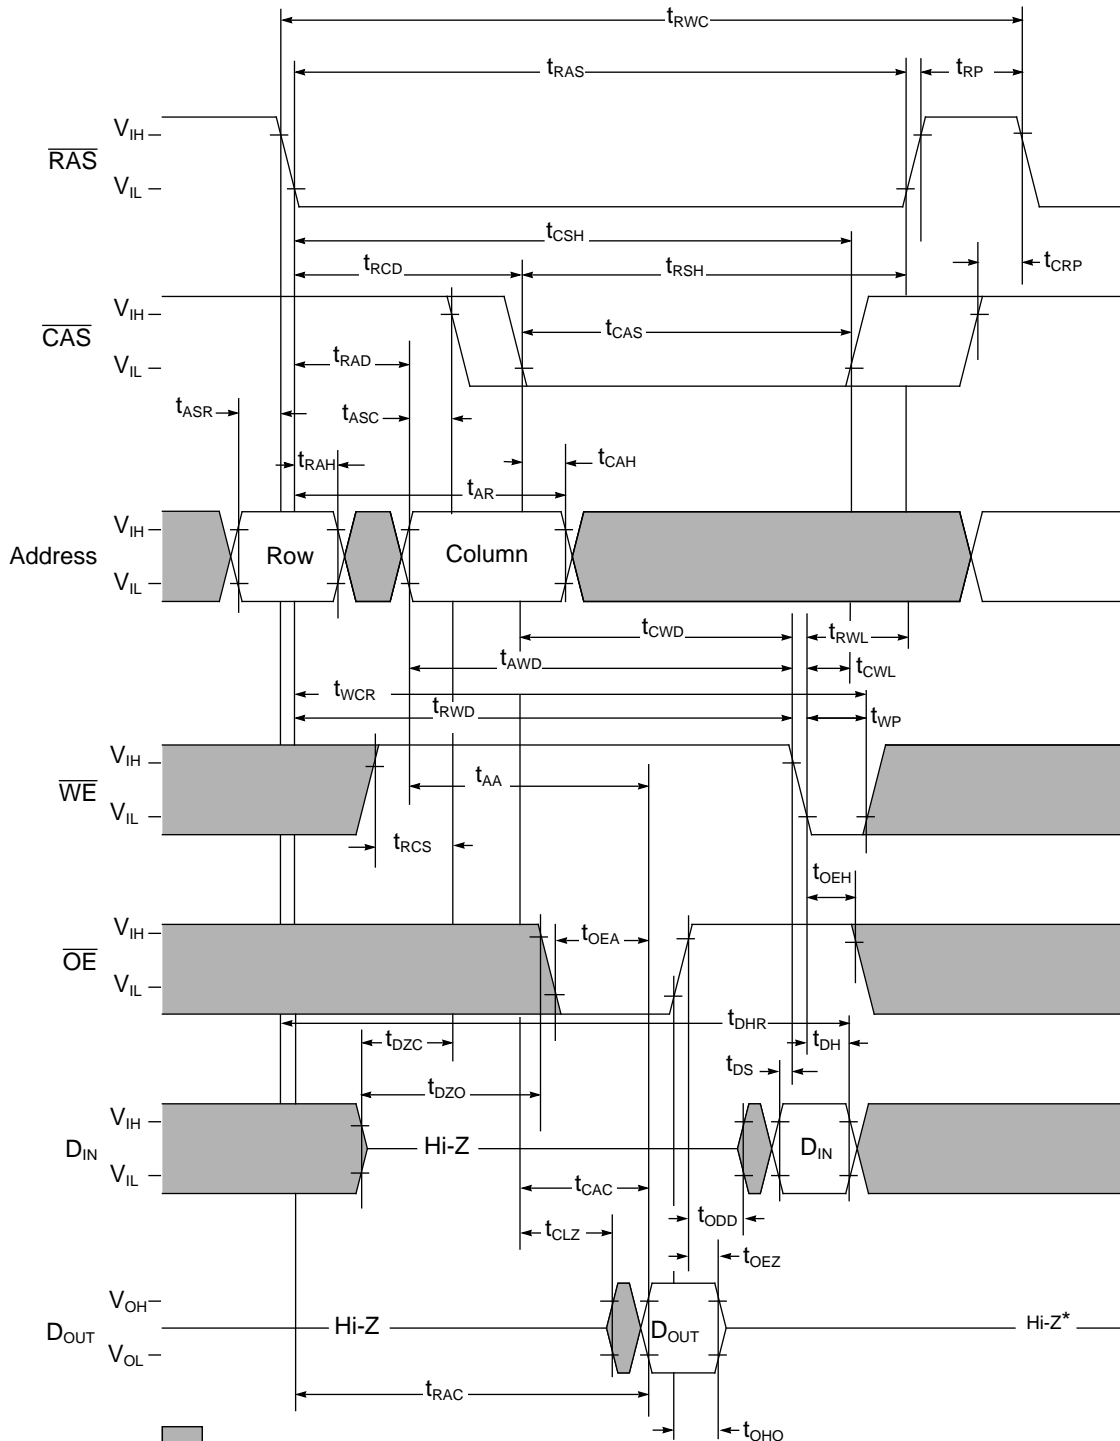 tRWC
tRAS
tRP
VIH
RAS
VIL
tCSH
tRCD
tRSH
tCRP
VIH
CAS
tCAS
VIL
tRAD
tASR
tASC
tRAH
tCAH
tAR
VIH
Address
Row
Column
VIL
tCWD
tRWL
tAWD
tCWL
tWCR
tRWD
tWP
VIH
WE
tAA
VIL
tRCS
tOEH
VIH
OE
tOEA
VIL
tDHR
tDZC
tDH
tDS
tDZO
VIH
DIN
Hi-Z
DIN
VIL
tCAC
tODD
tCLZ
tOEZ
VOH
DOUT
Hi-Z
DOUT
Hi-Z*
VOL
tRAC
tOHO